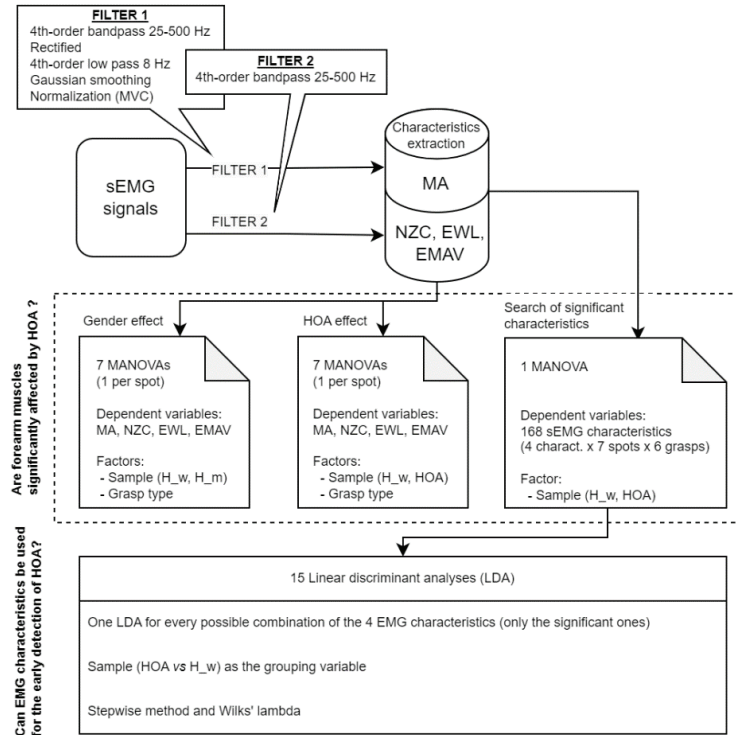 FILTER 1
4th-order bandpass 25-500 Hz
Rectified
4th-order low pass 8 Hz
Gaussian smoothing
Normalization (MVC)
FILTER 2
4th-order bandpass 25-500 Hz
sEMG
signals
FILTER 1
FILTER 2
Characteristics
extraction
MA
NZC, EWL,
EMAV
Are forearm muscles
significantly affected by HOA ?
Gender effect
7 MANOVAs
(1 per spot)
Dependent variables:
MA, NZC, EWL, EMAV
Factors:
- Sample (H_w, H_m)
- Grasp type
HOA effect
7 MANOVAs
(1 per spot)
Dependent variables:
MA, NZC, EWL, EMAV
Factors:
- Sample (H_w, HOA)
- Grasp type
Search of significant
characteristics
1 MANOVA
Dependent variables:
168 sEMG characteristics
(4 charact. x 7 spots x 6 grasps)
Factor:
- Sample (H_w, HOA)
Can EMG characteristics be used
for the early detection of HOA?
15 Linear discriminant analyses (LDA)
One LDA for every possible combination of the 4 EMG characteristics (only the significant ones)
Sample (HOA vs H_w) as the grouping variable
Stepwise method and Wilks' lambda